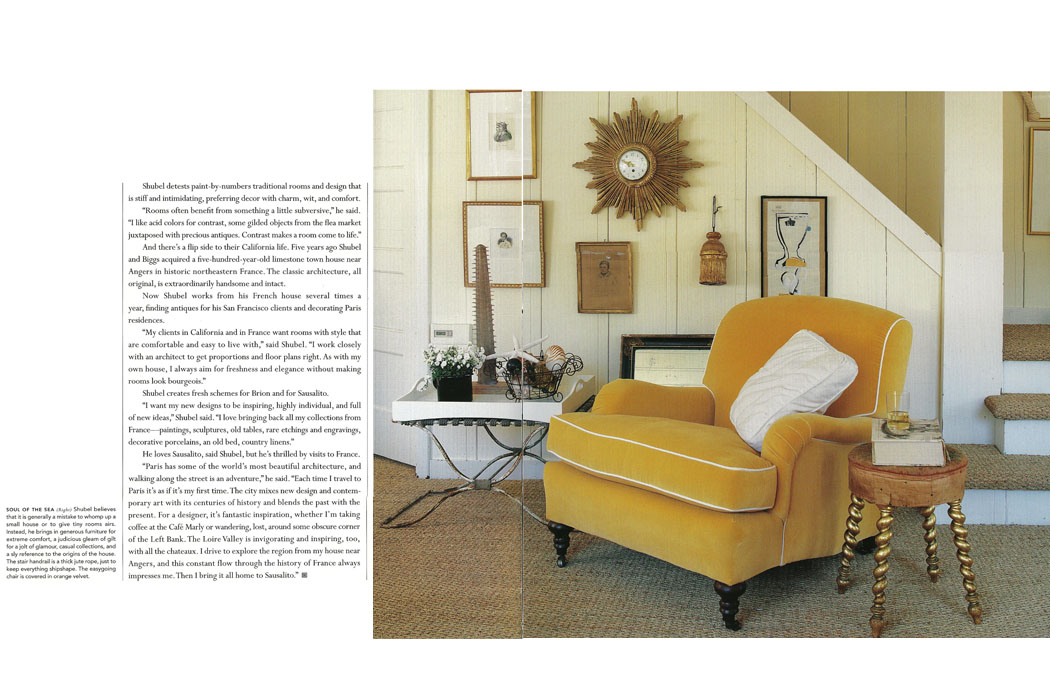 Shubel detests paint-by-numbers traditional rooms and design that
is stiff and intimidating, preferring decor with charm, wit, and comfort.
“Rooms often benefit from something a little subversive,” he said.
“I like acid colors for contrast, some gilded objects from the flea market
juxtaposed with precious antiques. Contrast makes a room come to life.”
And there’s a flip side to their California life. Five years ago Shubel
and Biggs acquired a five-hundred-year-old limestone town house near
Angers in historic northeastern France. The classic architecture, all
original, is extraordinarily handsome and intact.
Now Shubel works from his French house several times a
year, finding antiques for his San Francisco clients and decorating Paris
residences.
“My clients in California and in France want rooms with style that
are comfortable and easy to live with,” said Shubel. “I work closely
with an architect to get proportions and floor plans right. As with my
own house, I always aim for freshness and elegance without making
rooms look bourgeois.”
Shubel creates fresh schemes for Brion and for Sausalito.
“I want my new designs to be inspiring, highly individual, and full
of new ideas,” Shubel said. “I love bringing back all my collections from
France—paintings, sculptures, old tables, rare etchings and engravings,
decorative porcelains, an old bed, country linens.”
He loves Sausalito, said Shubel, but he’s thrilled by visits to France.
“Paris has some of the world’s most beautiful architecture, and
walking along the street is an adventure,” he said. “Each time I travel to
Paris it’s as if it’s my first time. The city mixes new design and contem-
porary art with its centuries of history and blends the past with the
present. For a designer, it’s fantastic inspiration, whether I’m taking
coffee at the Café Marly or wandering, lost, around some obscure corner
of the Left Bank. The Loire Valley is invigorating and inspiring, too,
with all the chateaux. I drive to explore the region from my house near
Angers, and this constant flow through the history of France always
impresses me. Then I bring it all home to Sausalito.”
SOUL OF THE SEA (Right) Shubel believes
that it is generally a mistake to whomp up a
small house or to give tiny rooms airs.
Instead, he brings in generous furniture for
extreme comfort, a judicious gleam of gilt
for a jolt of glamour, casual collections, and
a sly reference to the origins of the house.
The stair handrail is a thick jute rope, just to
keep everything shipshape. The easygoing
chair is covered in orange velvet.